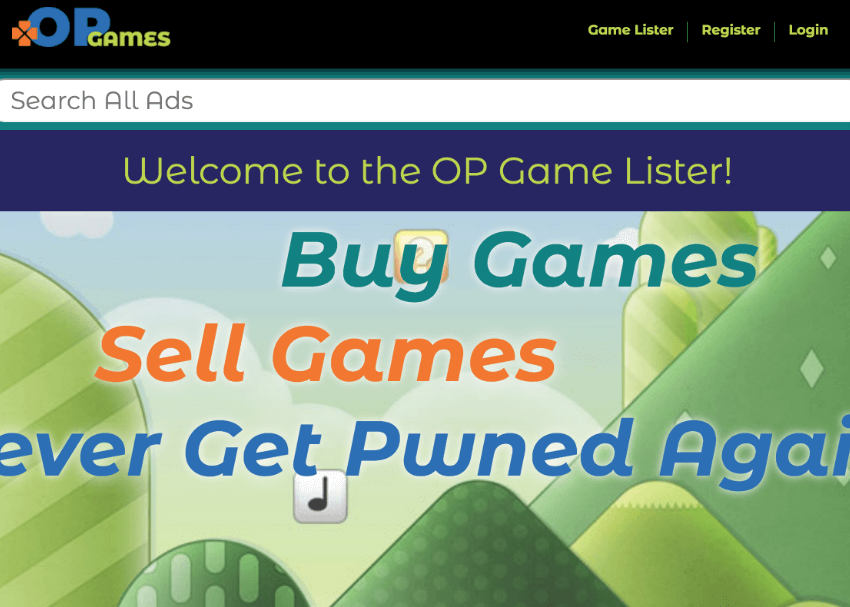 OP GAMES
Game Lister
Register
Login
Search All Ads
Welcome to the OP Game Lister!
Buy Games
?
Sell Games
ever Get Pwned Agai